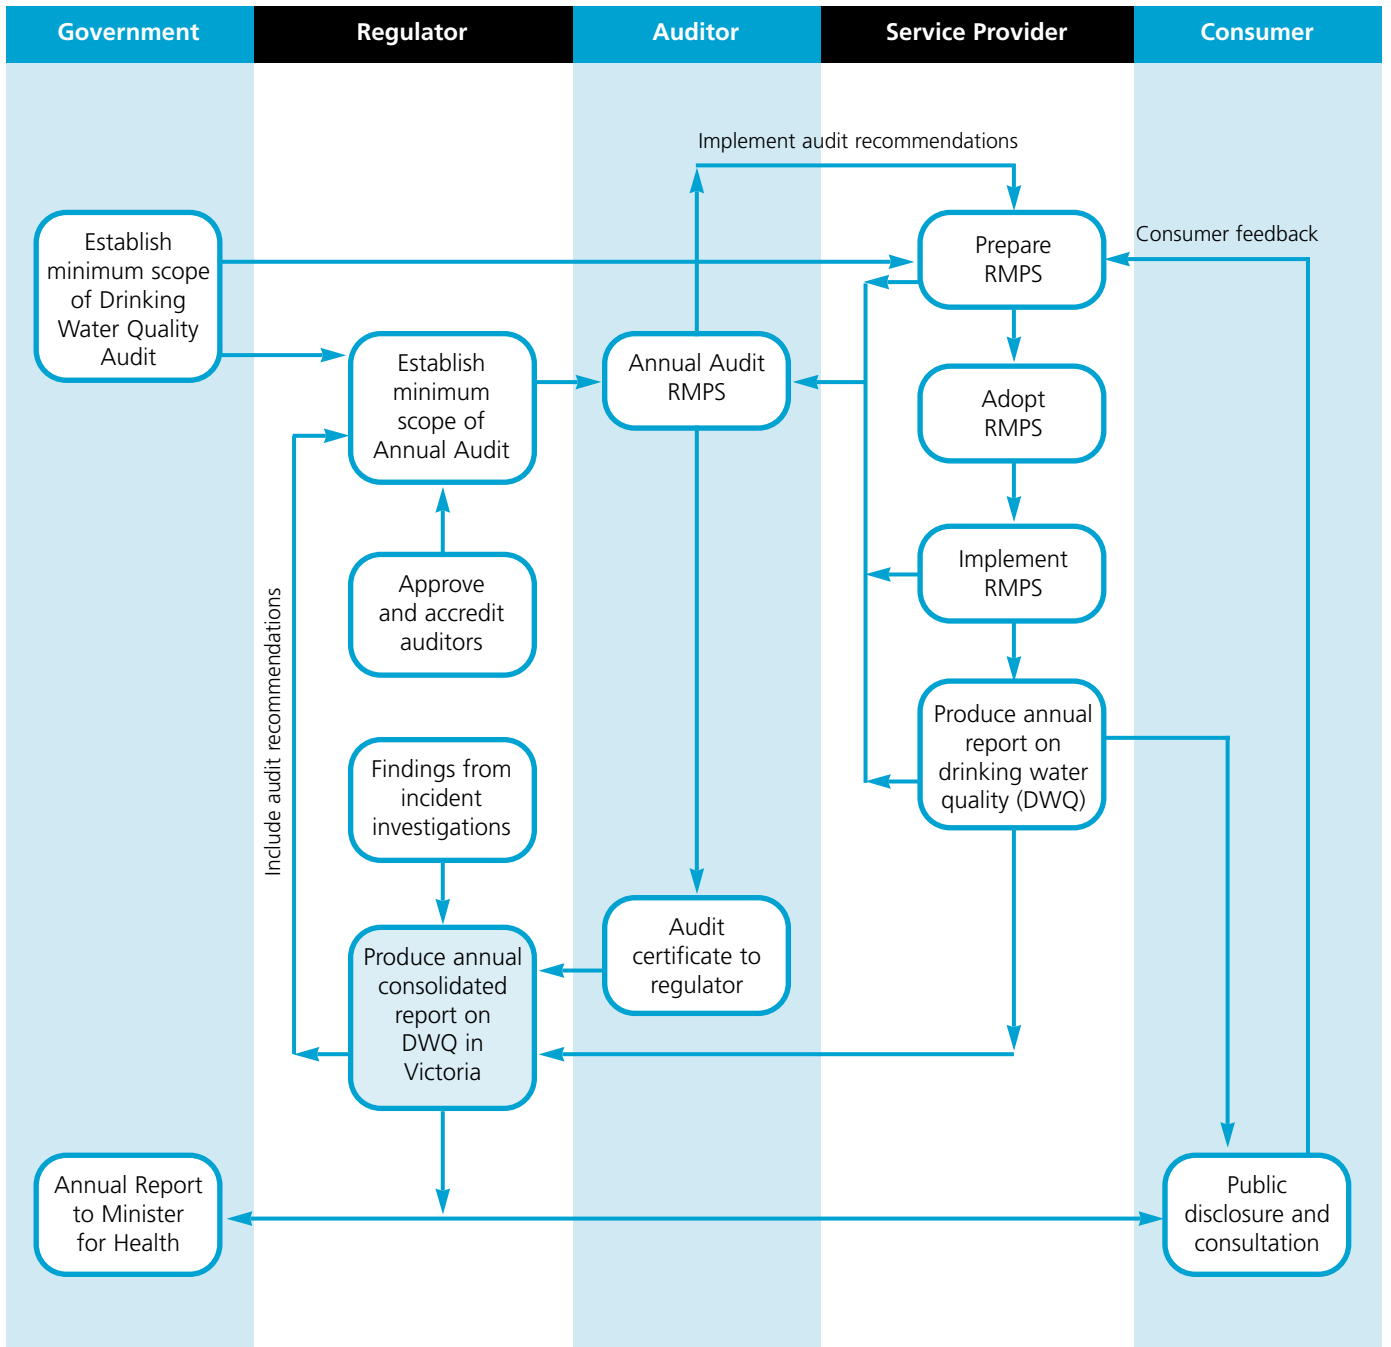 Government
Regulator
Auditor
Service Provider
Consumer
Implement audit recommendations
Establish
minimum scope
of Drinking
Water Quality
Audit
Prepare
RMPS
Consumer feedback
Establish
minimum
scope of
Annual Audit
Annual Audit
RMPS
Adopt
RMPS
Approve
and accredit
auditors
Implement
RMPS
Include audit recommendations
Findings from
incident
investigations
Produce annual
report on
drinking water
quality (DWQ)
Audit
certificate to
regulator
Produce annual
consolidated
report on
DWQ in
Victoria
Annual Report
to Minister
for Health
Public
disclosure and
consultation